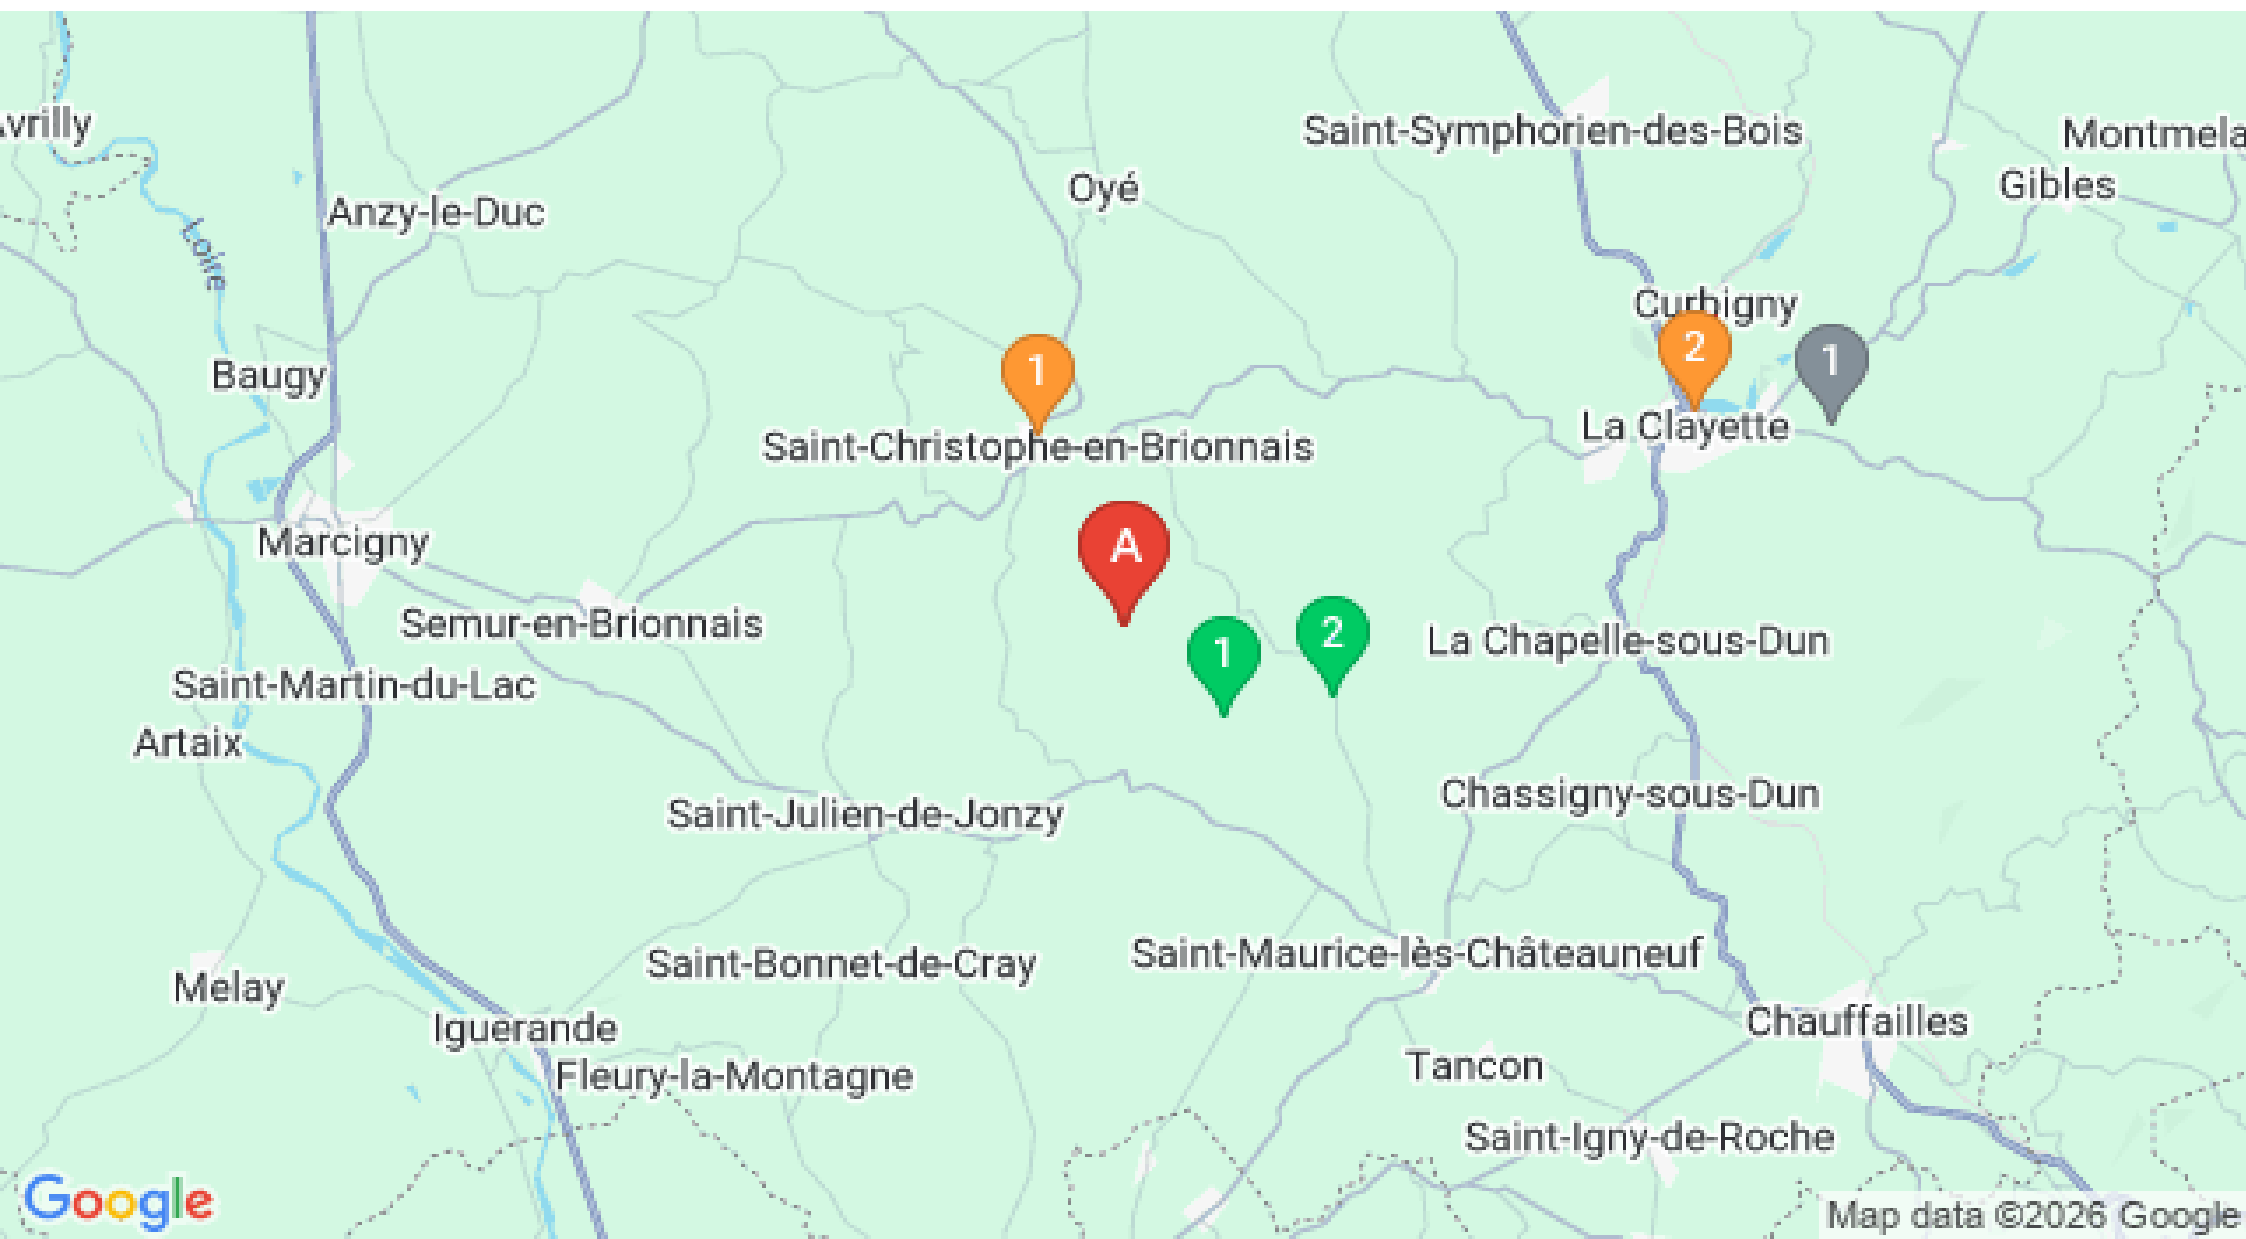 vrilly
Saint-Symphorien-des-Bois
Montmela
Oyé
Gibles
Anzy-le-Duc
Loire
Curbigny
Baugy
1
2
1
La Clayette
Saint-Christophe-en-Brionnais
Marcigny
A
Semur-en-Brionnais
1
2
La Chapelle-sous-Dun
Saint-Martin-du-Lac
Artaix
Chassigny-sous-Dun
Saint-Julien-de-Jonzy
Saint-Bonnet-de-Cray
Saint-Maurice-lès-Châteauneuf
Melay
Iguerande
Chauffailles
Fleury-la-Montagne
Tancon
Saint-Igny-de-Roche
Google
Map data ©2026 Google